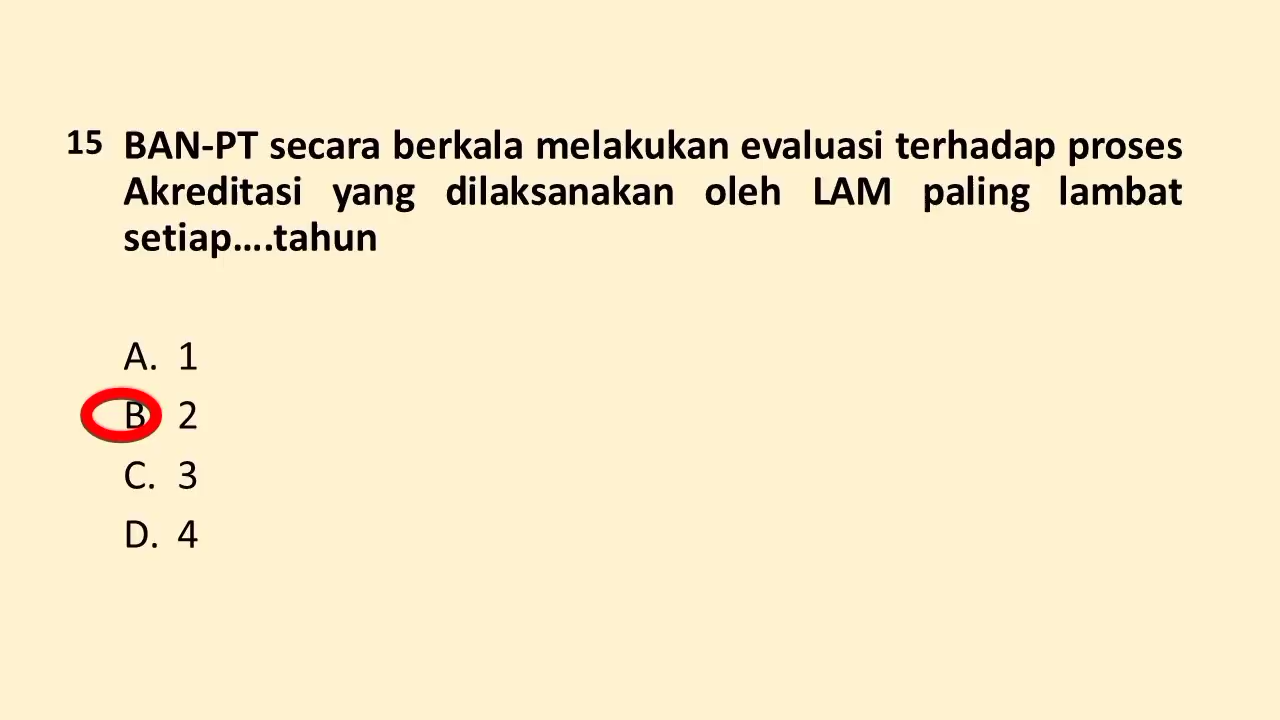 15 BAN-PT secara berkala melakukan evaluasi terhadap proses
Akreditasi yang dilaksanakan oleh LAM paling lambat
setiap....tahun
A. 1
B 2
C. 3
D. 4